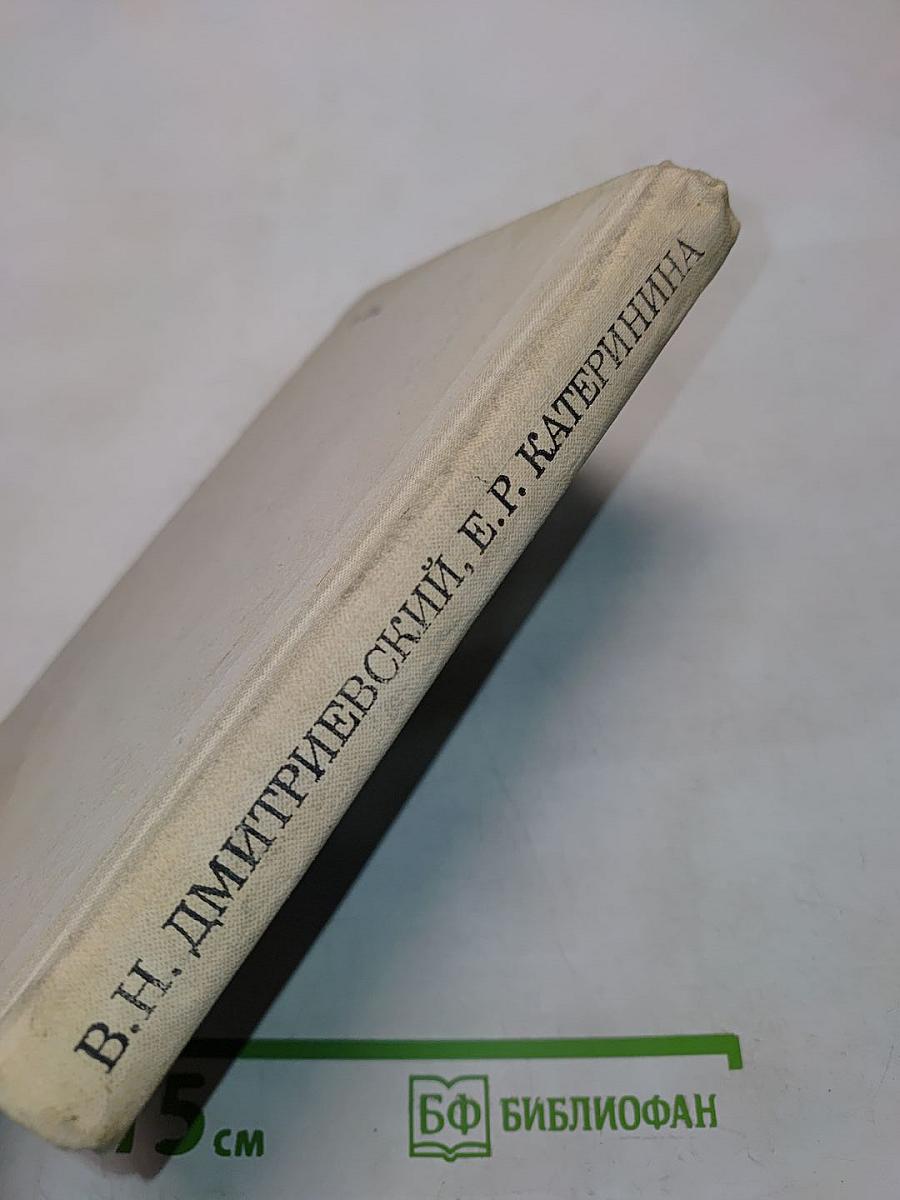 В.Н. ДМИТРИЕВСКИЙ, Е.Р. КАТЕРИНИНА
15 см
БФ БИБЛИОФАН